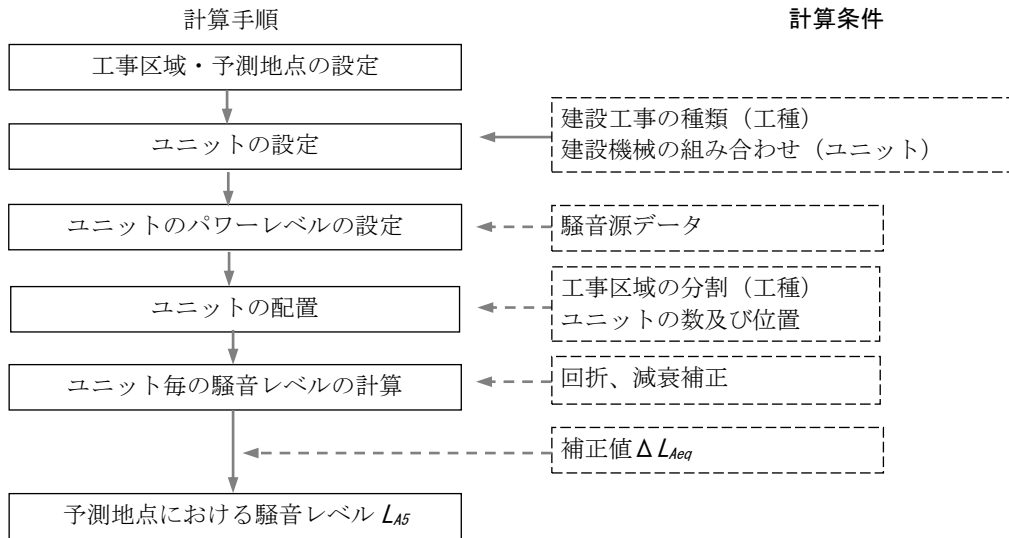 計算手順
計算条件
工事区域・予測地点の設定
建設工事の種類（工種）
建設機械の組み合わせ（ユニット）
ユニットの設定
ユニットのパワーレベルの設定
騒音源データ
ユニットの配置
工事区域の分割（工種）
ユニットの数及び位置
ユニット毎の騒音レベルの計算
回折、減衰補正
補正値Δ LAeq
予測地点における騒音レベル LA5